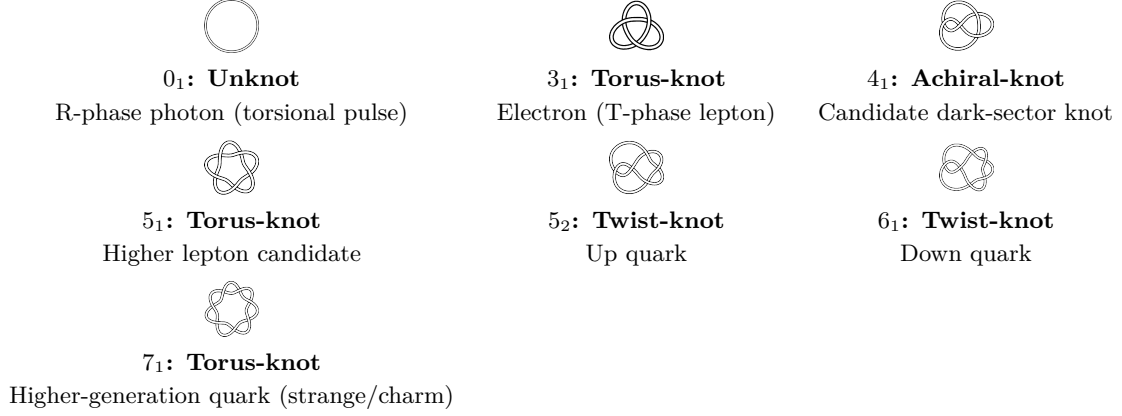 0₁: Unknot
R-phase photon (torsional pulse)
3₁: Torus-knot
Electron (T-phase lepton)
4₁: Achiral-knot
Candidate dark-sector knot
5₁: Torus-knot
Higher lepton candidate
5₂: Twist-knot
Up quark
6₁: Twist-knot
Down quark
7₁: Torus-knot
Higher-generation quark (strange/charm)